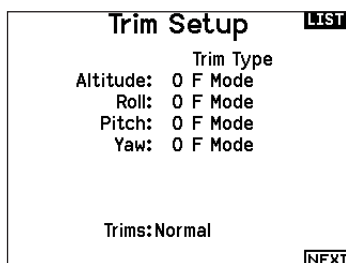 Trim Setup LIST
Trim Type
Altitude: 0 F Mode
Roll: 0 F Mode
Pitch: 0 F Mode
Yaw: 0 F Mode
Trims:Normal
NEXT